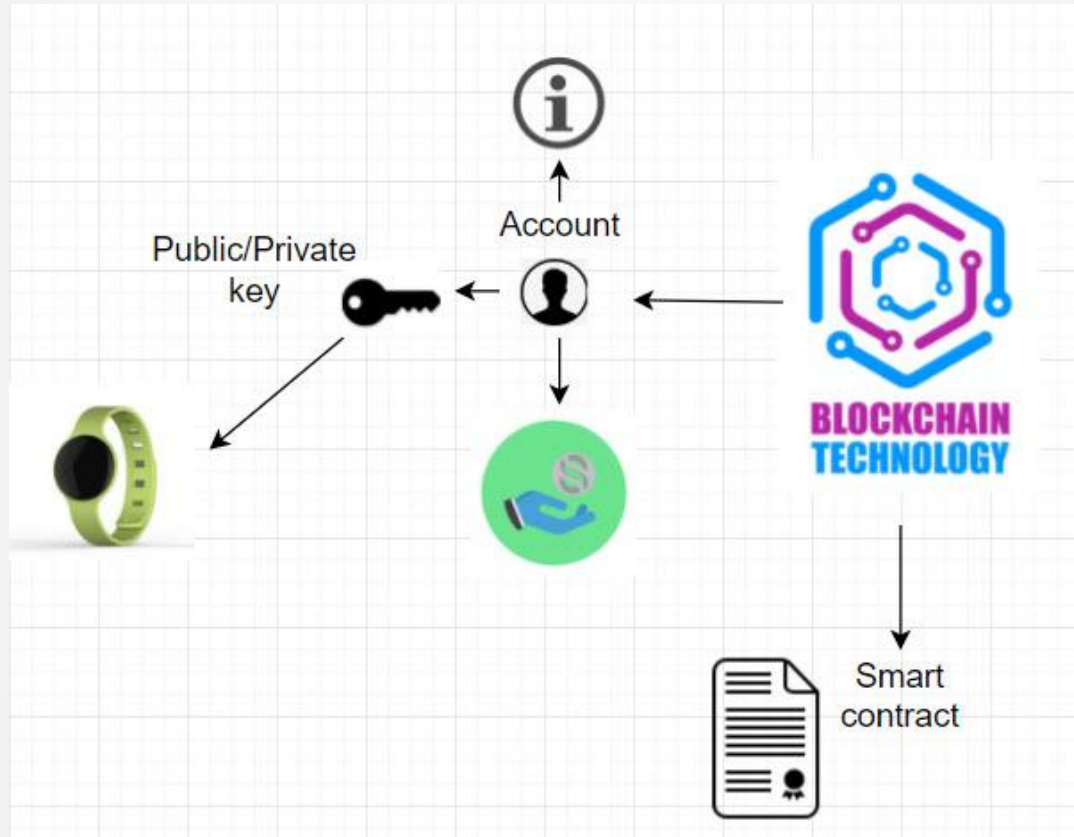 Account
Public/Private
key
BLOCKCHAIN
TECHNOLOGY
Smart
contract